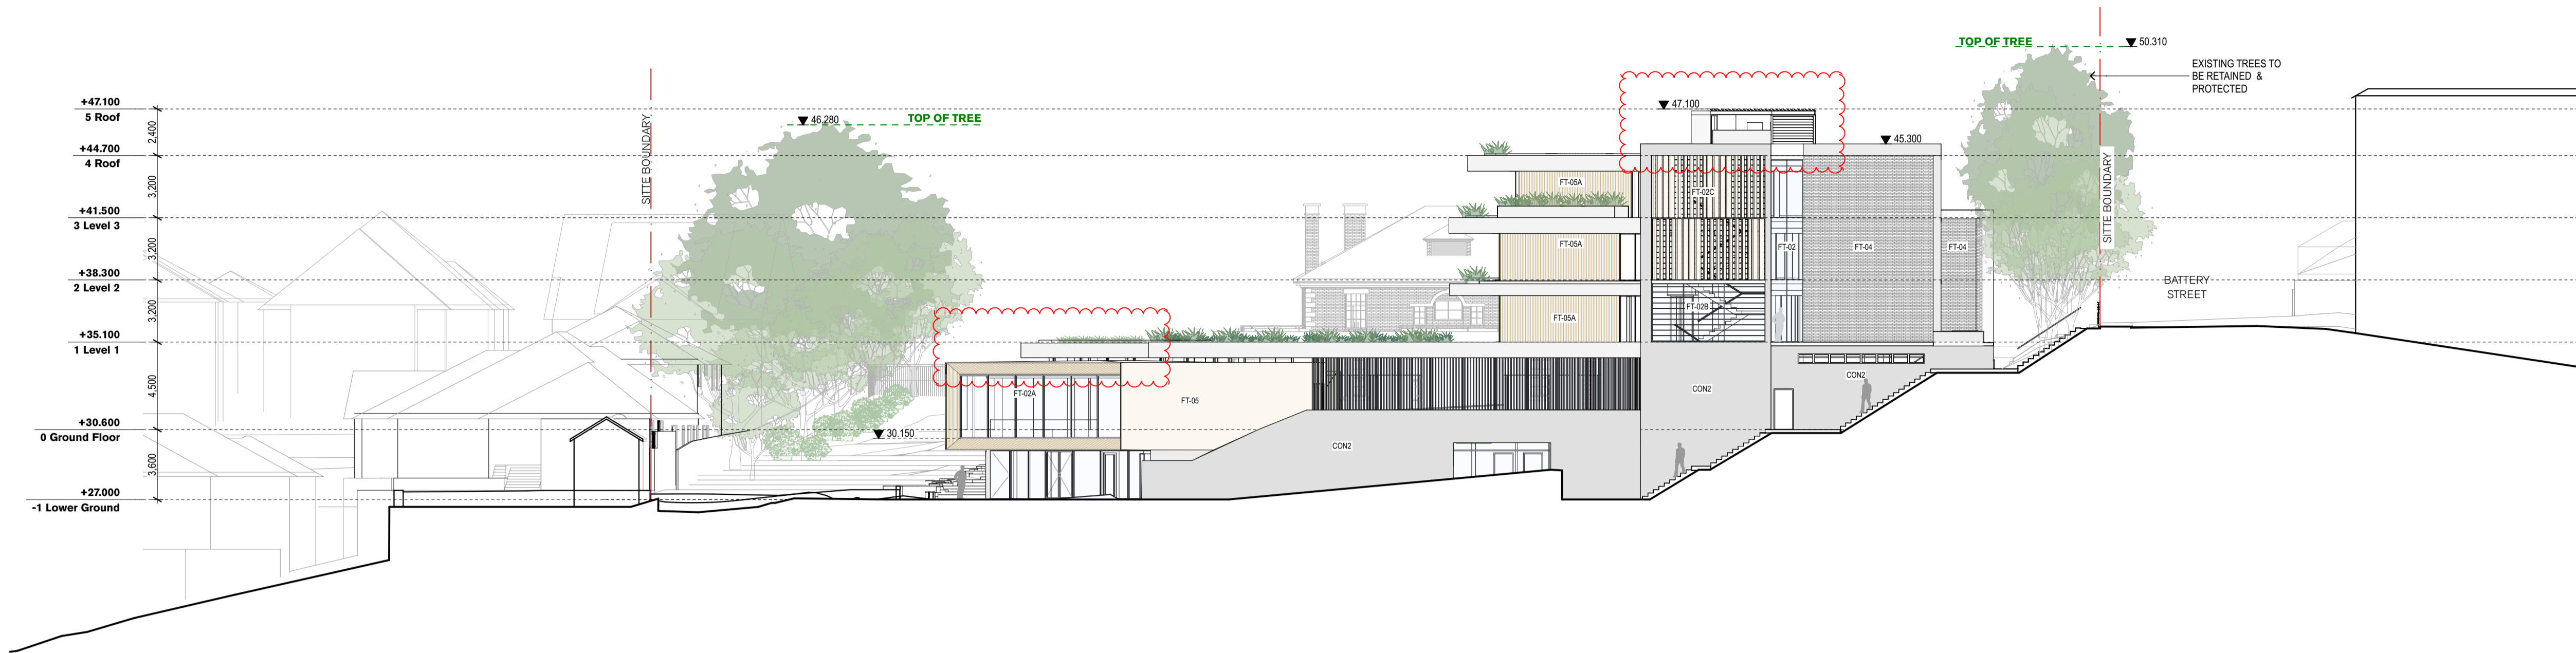 TOP OF TREE
50.310
EXISTING TREES TO
BE RETAINED &
PROTECTED
+47.100
5 Roof
47.100
46.280
TOP OF TREE
2,400
45.300
+44.700
4 Roof
SITTE BOUNDARY
SITTE BOUNDARY
3,200
FT-05A
FT-02C
+41.500
3 Level 3
3,200
FT-05A
FT-02
FT-04
FT-04
+38.300
2 Level 2
BATTERY
STREET
3,200
FT-05A
FT-02B
+35.100
1 Level 1
4,500
CON2
CON2
FT-02A
FT-05
+30.600
0 Ground Floor
30.150
CON2
3,600
+27.000
-1 Lower Ground